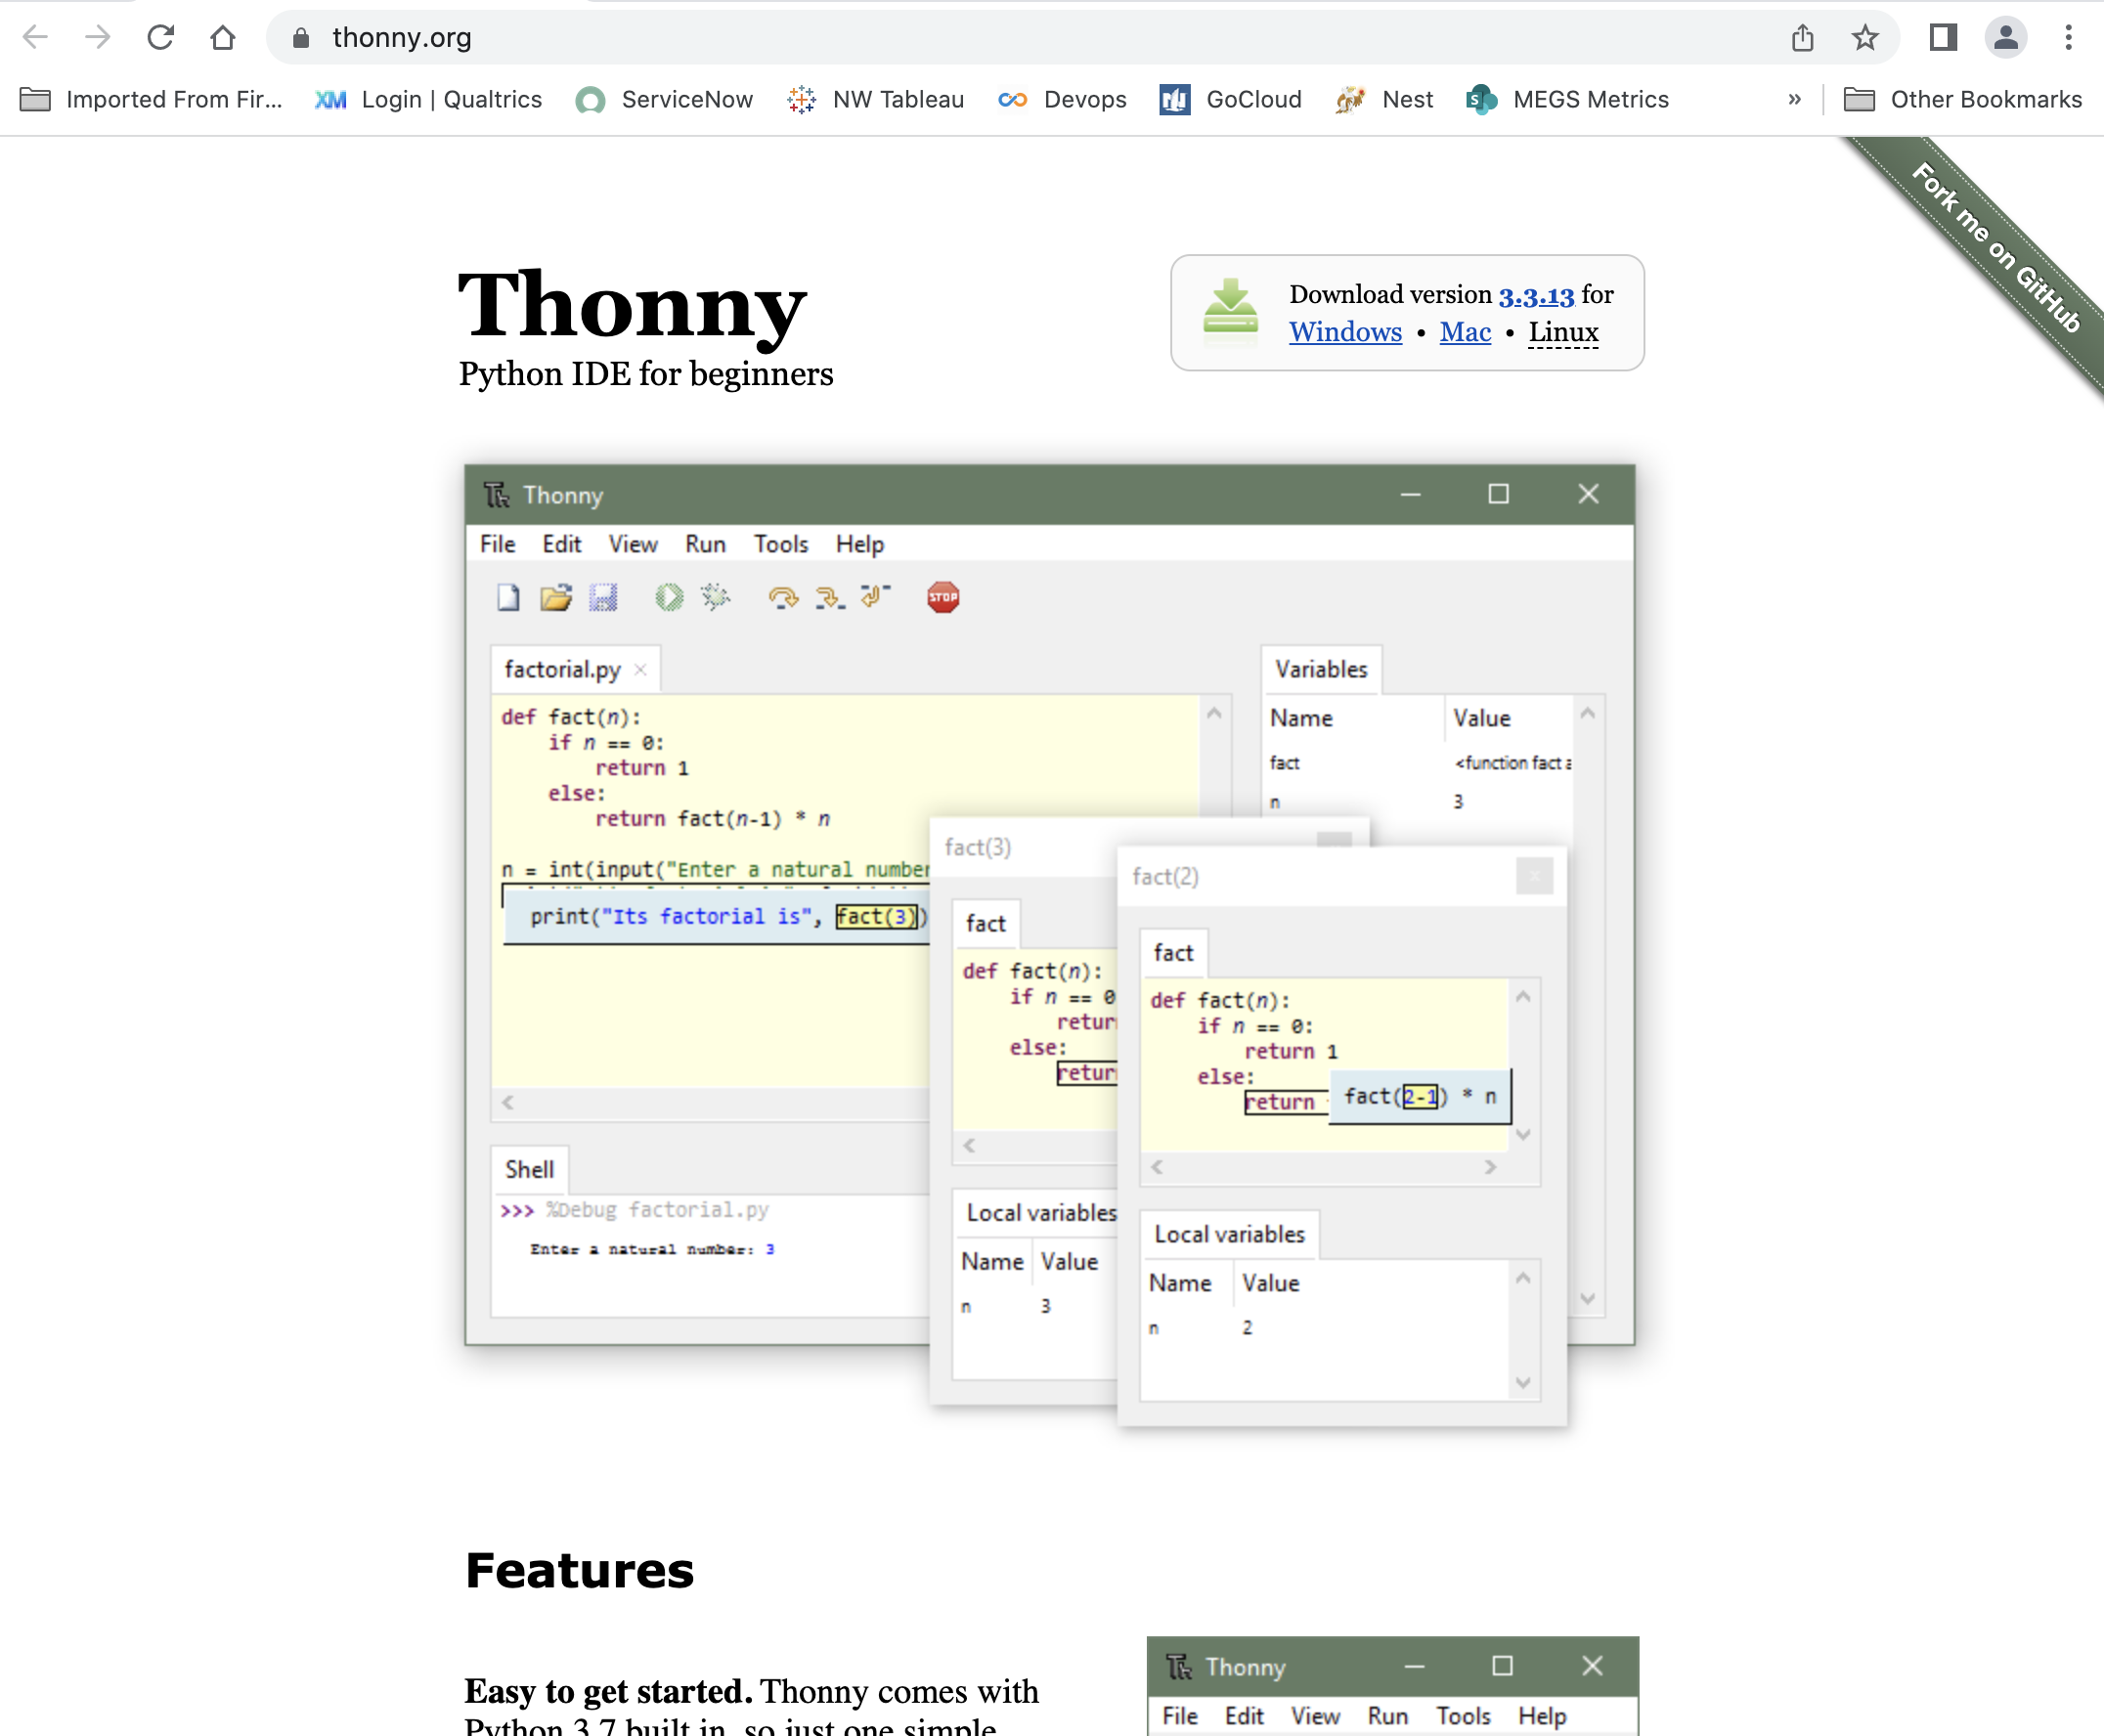 thonny.org
Imported From Fir...
Login | Qualtrics
ServiceNow
NW Tableau
Devops
GoCloud
Nest
MEGS Metrics
»
Other Bookmarks
Fork me on GitHub
Thonny
Python IDE for beginners
Download version 3.3.13 for
Windows • Mac • Linux
Thonny
File Edit View Run Tools Help
STOP
factorial.py
def fact(n):
if n == 0:
return 1
else:
return fact(n-1) * n
n = int(input("Enter a natural number
print("Its factorial is", fact(3))
Variables
Name Value
fact <function fact a
n 3
Shell
>>> %Debug factorial.py
Enter a natural number: 3
fact(3)
fact
def fact(n):
if n == 0
return
else:
return
Local variables
Name Value
n 3
fact(2)
fact
def fact(n):
if n == 0:
return 1
else:
return fact(2-1) * n
Local variables
Name Value
n 2
Features
Easy to get started. Thonny comes with
Python 3.7 built in, so just one simple
Thonny
File Edit View Run Tools Help